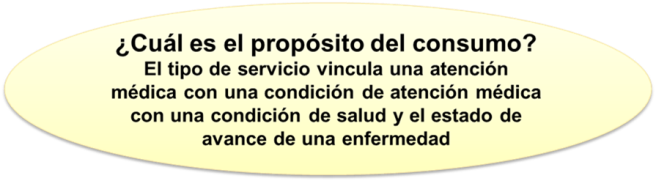 ¿Cuál es el propósito del consumo?
El tipo de servicio vincula una atención
médica con una condición de atención médica
con una condición de salud y el estado de
avance de una enfermedad